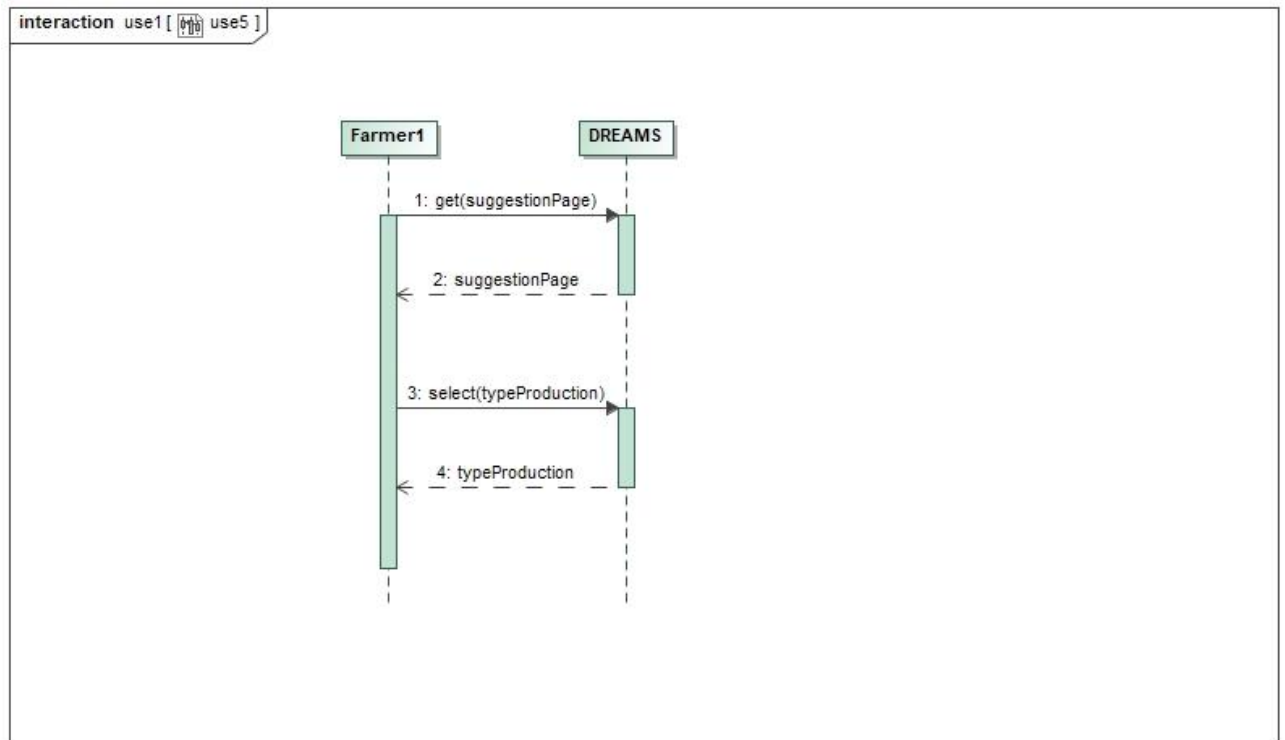 interaction use1 [ use5 ]
Farmer1 DREAMS
1: get(suggestionPage)
2: suggestionPage
3: select(typeProduction)
4: typeProduction